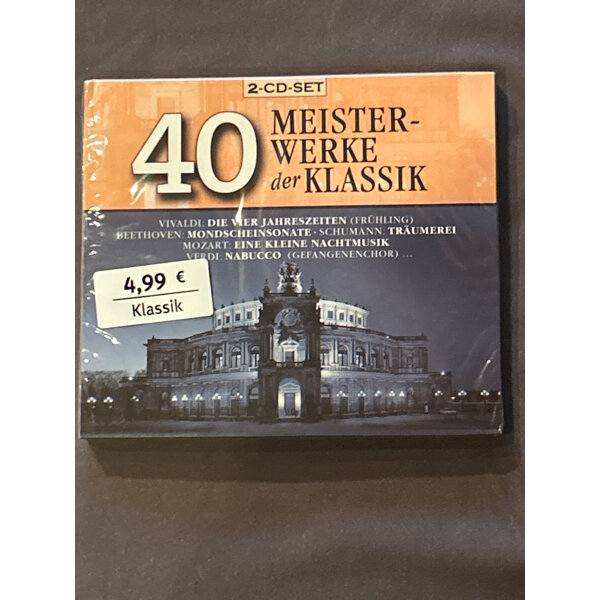 2-CD-SET
40 MEISTER-
WERKE
der KLASSIK
VIVALDI: DIE VIER JAHRESZEITEN (FRÜHLING)
BEETHOVEN: MONDSCHEINSONATE · SCHUMANN: TRÄUMEREI
MOZART: EINE KLEINE NACHTMUSIK
VERDI: NABUCCO (GEFANGENENCHOR) ...
4,99 €
Klassik